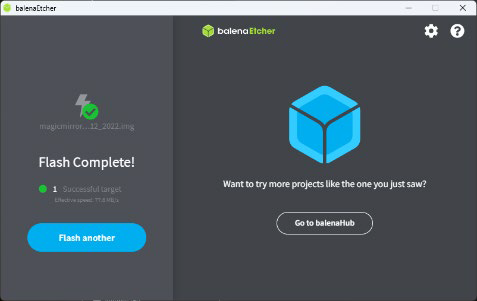 balenaEtcher
balenaEtcher
magicmirror...12_2022.img
Flash Complete!
1 Successful target
Effective speed: 77.6 MB/s
Flash another
Want to try more projects like the one you just saw?
Go to balenaHub